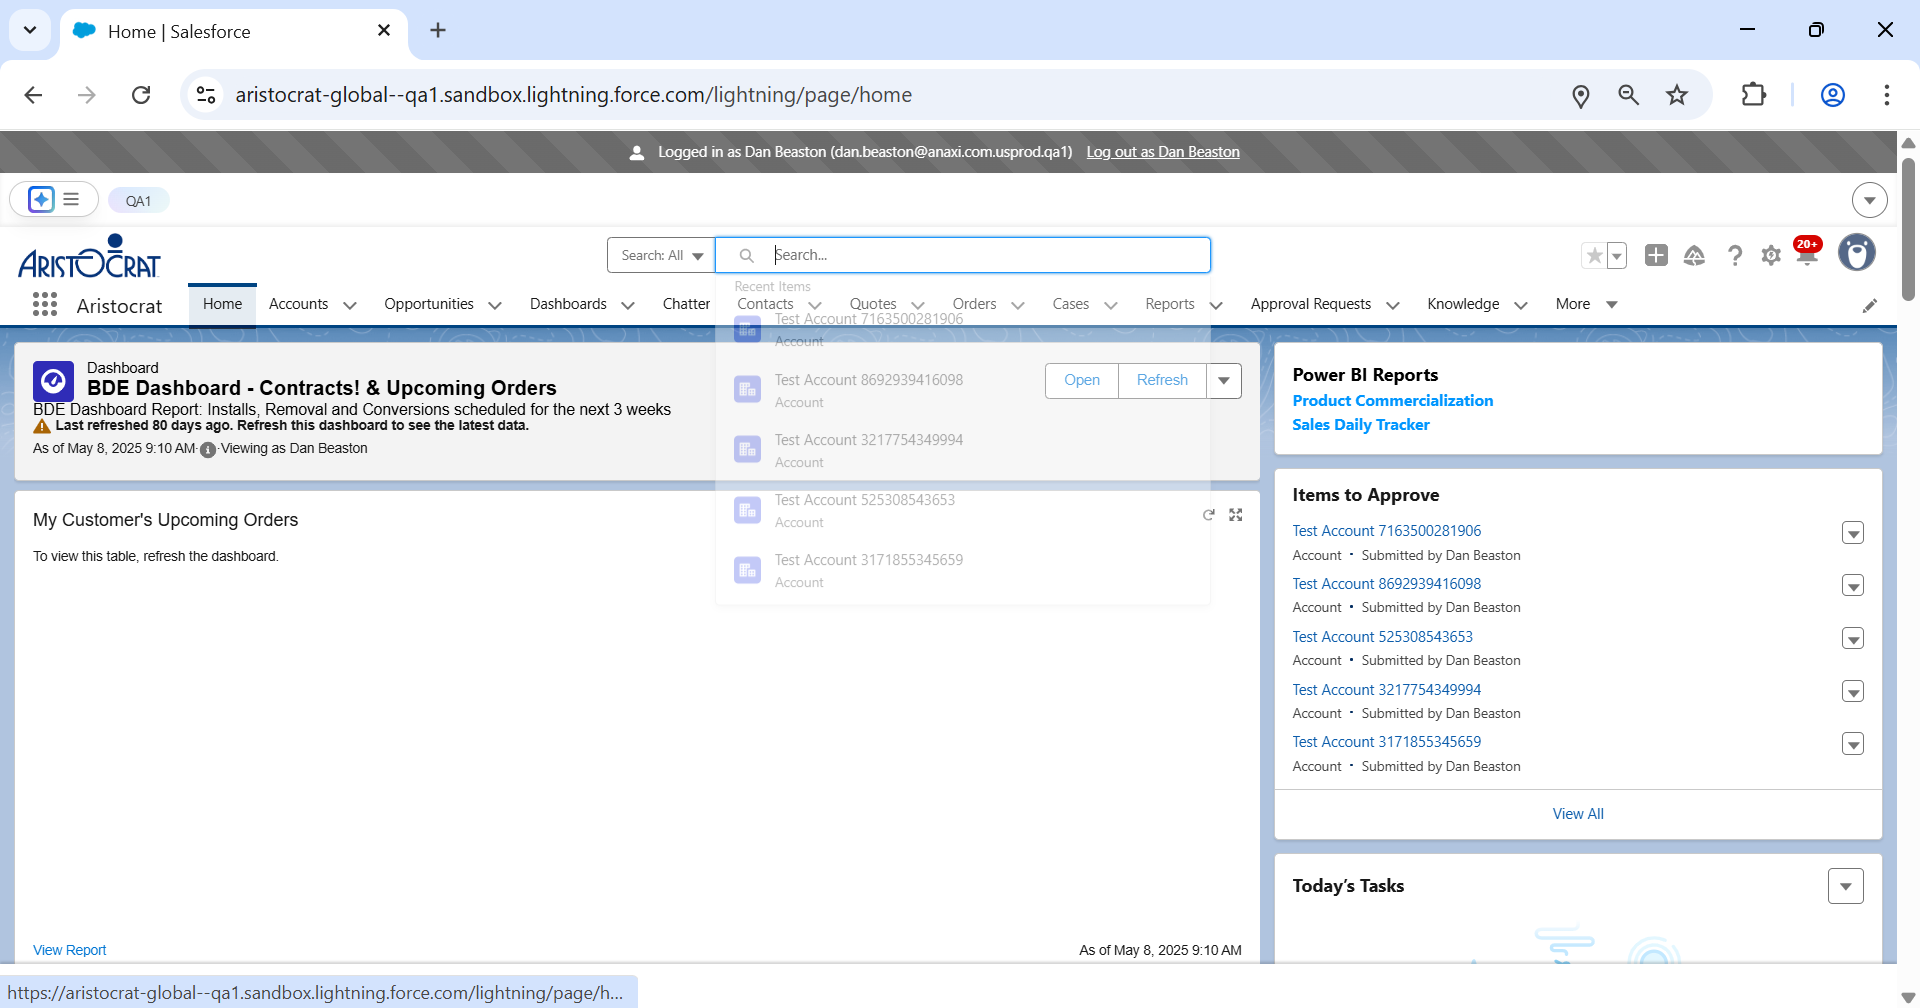 Home | Salesforce
aristocrat-global--qa1.sandbox.lightning.force.com/lightning/page/home
Logged in as Dan Beaston (dan.beaston@anaxi.com.usprod.qa1) Log out as Dan Beaston
QA1
ARISTOCRAT
Search: All
Search...
20+
Aristocrat
Home
Accounts
Opportunities
Dashboards
Chatter
Contacts
Quotes
Orders
Cases
Reports
Approval Requests
Knowledge
More
Recent Items
Test Account 7163500281906
Account
Test Account 8692939416098
Account
Test Account 3217754349994
Account
Test Account 525308543653
Account
Test Account 3171855345659
Account
Dashboard
BDE Dashboard - Contracts! & Upcoming Orders
BDE Dashboard Report: Installs, Removal and Conversions scheduled for the next 3 weeks
Last refreshed 80 days ago. Refresh this dashboard to see the latest data.
As of May 8, 2025 9:10 AM·Viewing as Dan Beaston
Open
Refresh
My Customer's Upcoming Orders
To view this table, refresh the dashboard.
View Report
As of May 8, 2025 9:10 AM
Power BI Reports
Product Commercialization
Sales Daily Tracker
Items to Approve
Test Account 7163500281906
Account • Submitted by Dan Beaston
Test Account 8692939416098
Account • Submitted by Dan Beaston
Test Account 525308543653
Account • Submitted by Dan Beaston
Test Account 3217754349994
Account • Submitted by Dan Beaston
Test Account 3171855345659
Account • Submitted by Dan Beaston
View All
Today's Tasks
https://aristocrat-global--qa1.sandbox.lightning.force.com/lightning/page/h...